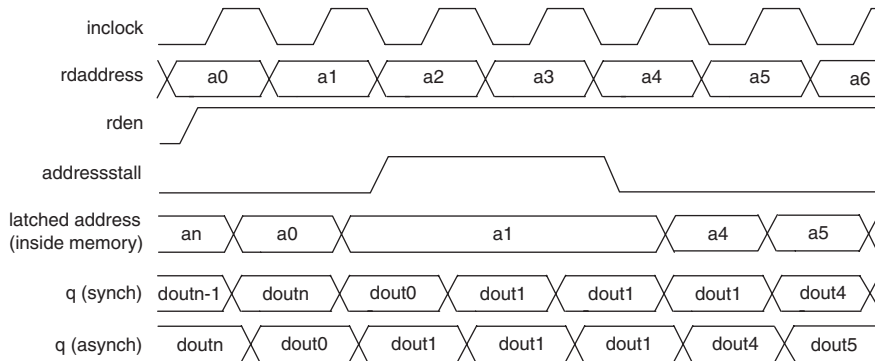 inclock
rdaddress a0 a1 a2 a3 a4 a5 a6
rden
addressstall
latched address
(inside memory) an a0 a1 a4 a5
q (synch) doutn-1 doutn dout0 dout1 dout1 dout1 dout4
q (asynch) doutn dout0 dout1 dout1 dout1 dout4 dout5